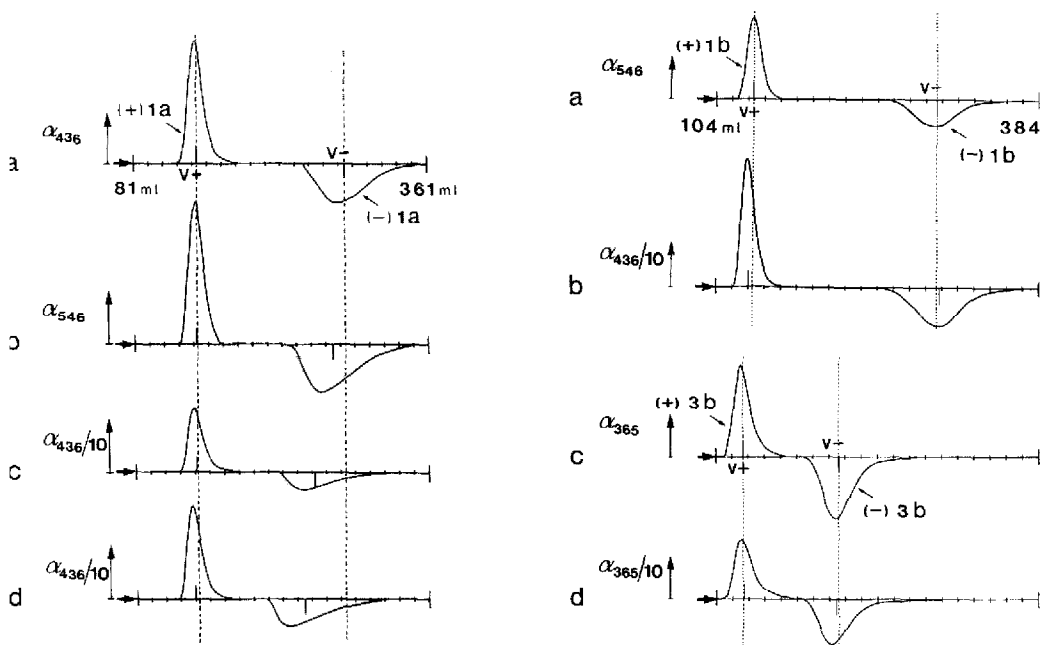 α436
(+)1a
a
V+
V-
81 ml
361 ml
(-)1a
α546
b
α436/10
c
α436/10
d
α546
(+)1b
a
V+
V-
104 ml
384
(-)1b
α436/10
b
α365
(+) 3b
c
V+
V-
(-) 3b
α365/10
d